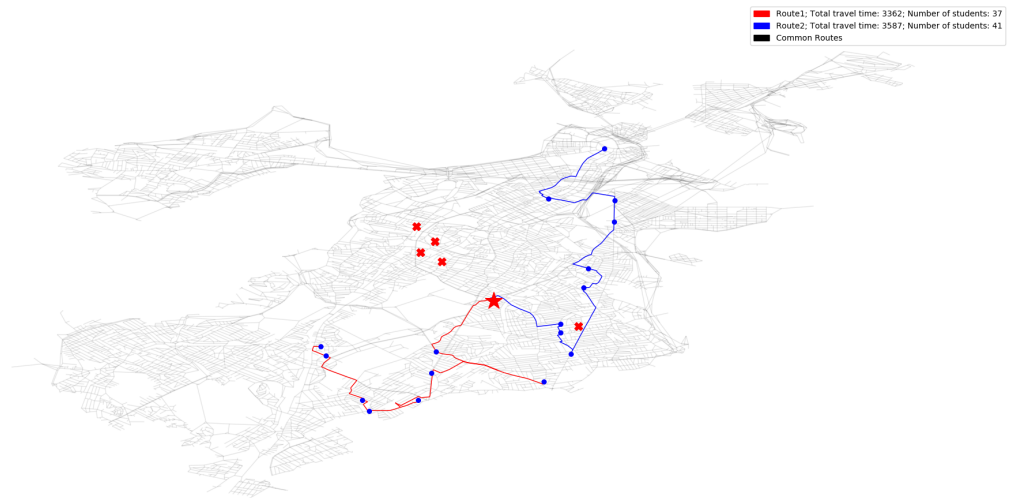 Route1; Total travel time: 3362; Number of students: 37
Route2; Total travel time: 3587; Number of students: 41
Common Routes